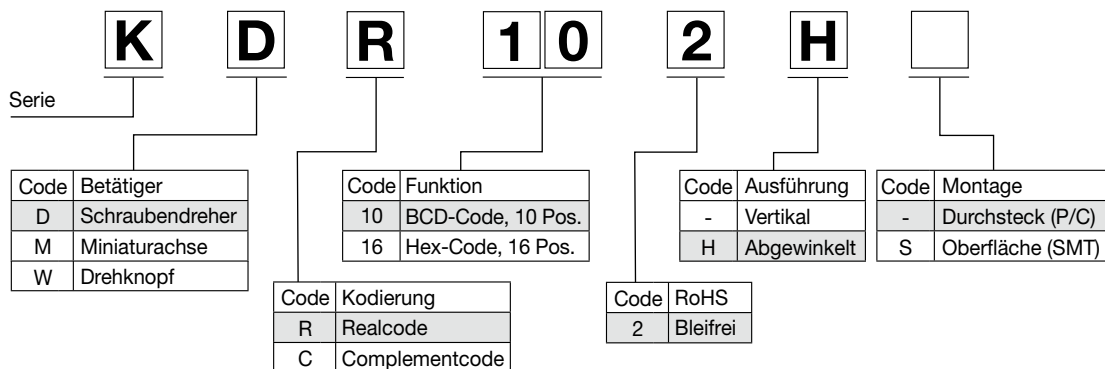 K D R 1 0 2 H
Serie
Code Betätiger
D Schraubendreher
M Miniaturachse
W Drehknopf
Code Funktion
10 BCD-Code, 10 Pos.
16 Hex-Code, 16 Pos.
Code Ausführung
- Vertikal
H Abgewinkelt
Code Montage
- Durchsteck (P/C)
S Oberfläche (SMT)
Code Kodierung
R Realcode
C Complementcode
Code RoHS
2 Bleifrei